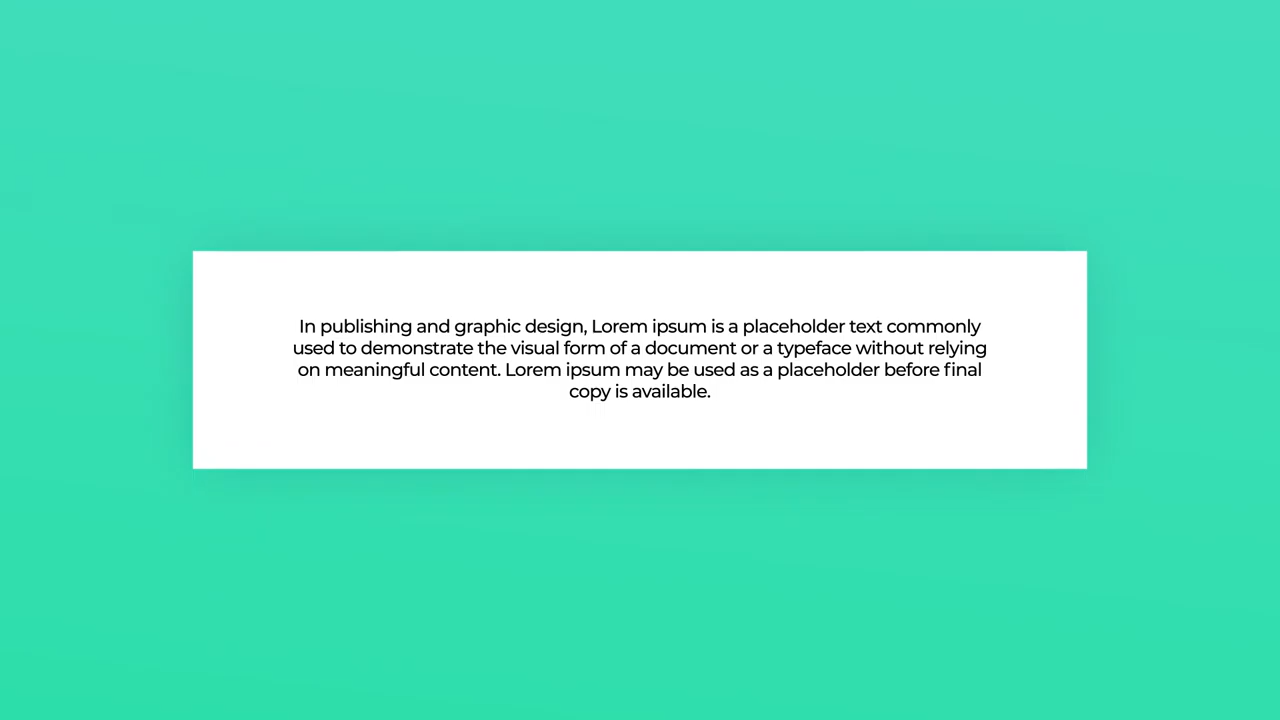 In publishing and graphic design, Lorem ipsum is a placeholder text commonly
used to demonstrate the visual form of a document or a typeface without relying
on meaningful content. Lorem ipsum may be used as a placeholder before final
copy is available.